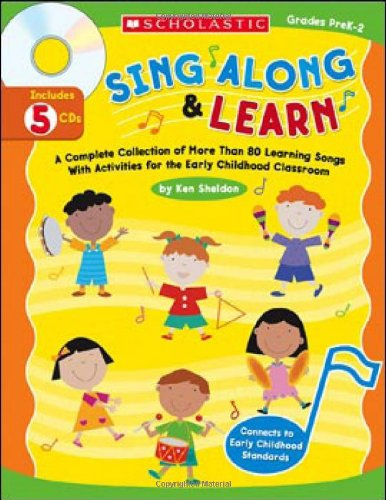 SCHOLASTIC
Grades PreK–2
Includes
5 CDs
SING ALONG
& LEARN
A Complete Collection of More Than 80 Learning Songs
With Activities for the Early Childhood Classroom
by Ken Sheldon
Connects to
Early Childhood
Standards